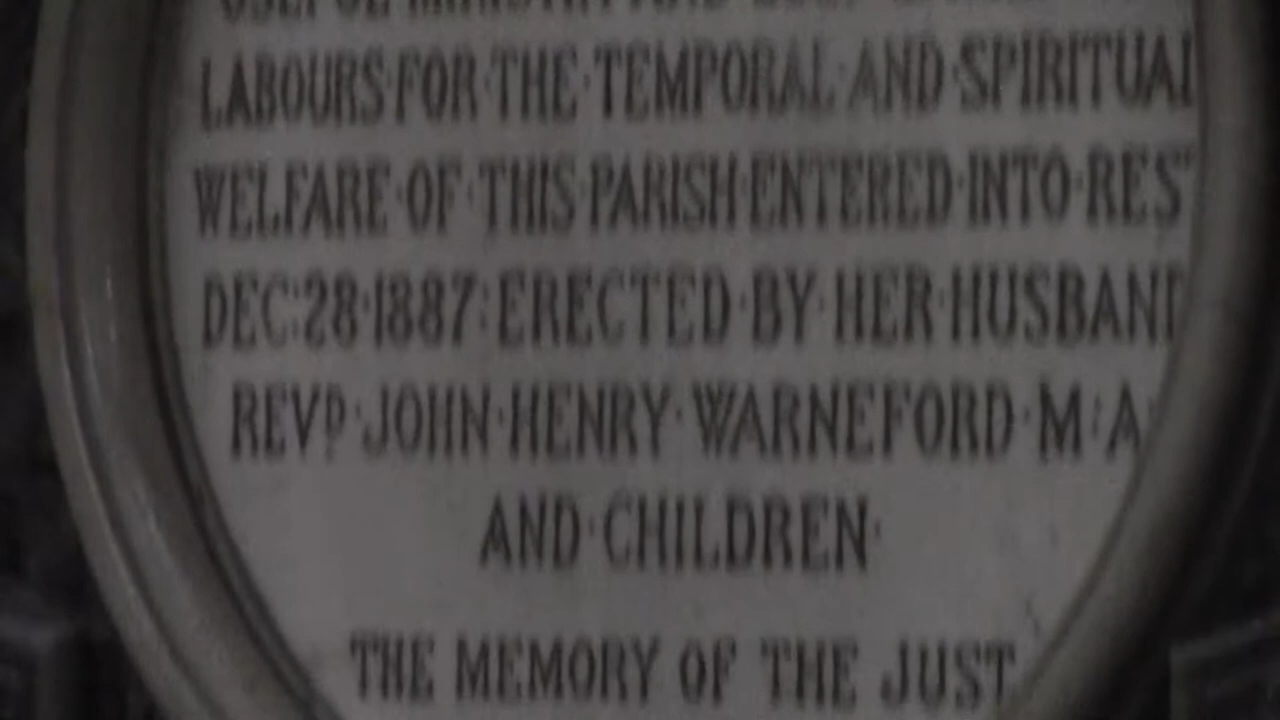 LABOURS·FOR·THE·TEMPORAL·AND·SPIRITUAL
WELFARE·OF·THIS·PARISH·ENTERED·INTO·REST
DEC:28·1887:ERECTED·BY·HER·HUSBAND
REVD·JOHN·HENRY·WARNEFORD·M:A:
AND·CHILDREN·
THE MEMORY OF THE JUST